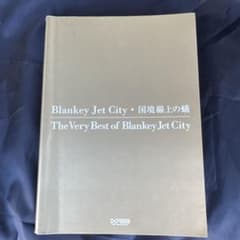 Blankey Jet City・国境線上の蟻
The Very Best of Blankey Jet City